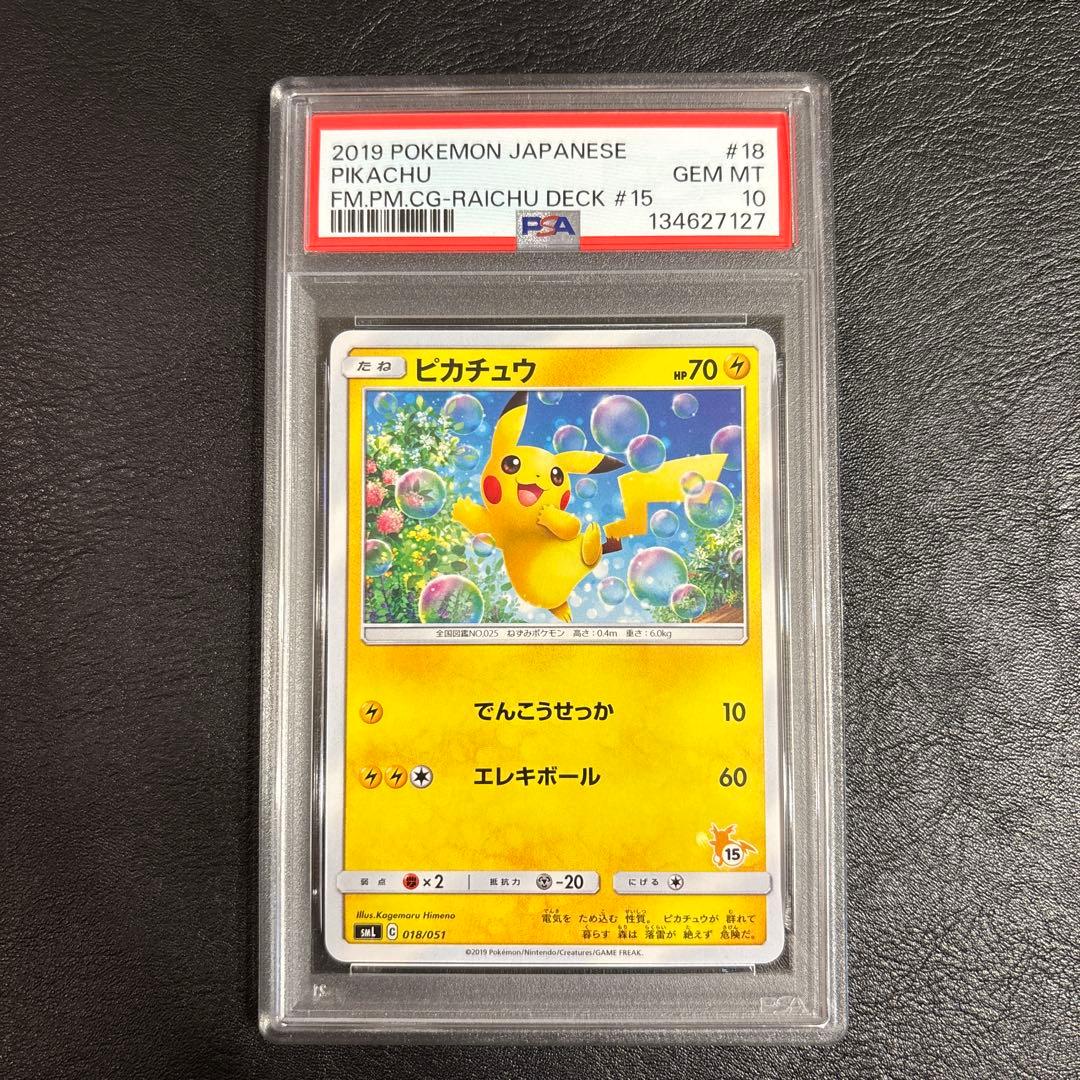 2019 POKEMON JAPANESE #18
PIKACHU GEM MT
FM.PM.CG-RAICHU DECK #15 10
PSA 134627127
たね ピカチュウ HP70
全国図鑑NO.025 ねずみポケモン 高さ:0.4m 重さ:6.0kg
でんこうせっか 10
エレキボール 60
15
弱点 ×2 抵抗力 -20 にげる
Illus.Kagemaru Himeno
電気を ため込む 性質。 ピカチュウが 群れて
暮らす 森は 落雷が 絶えず 危険だ。
SML C 018/051
©2019 Pokémon/Nintendo/Creatures/GAME FREAK.
PSA